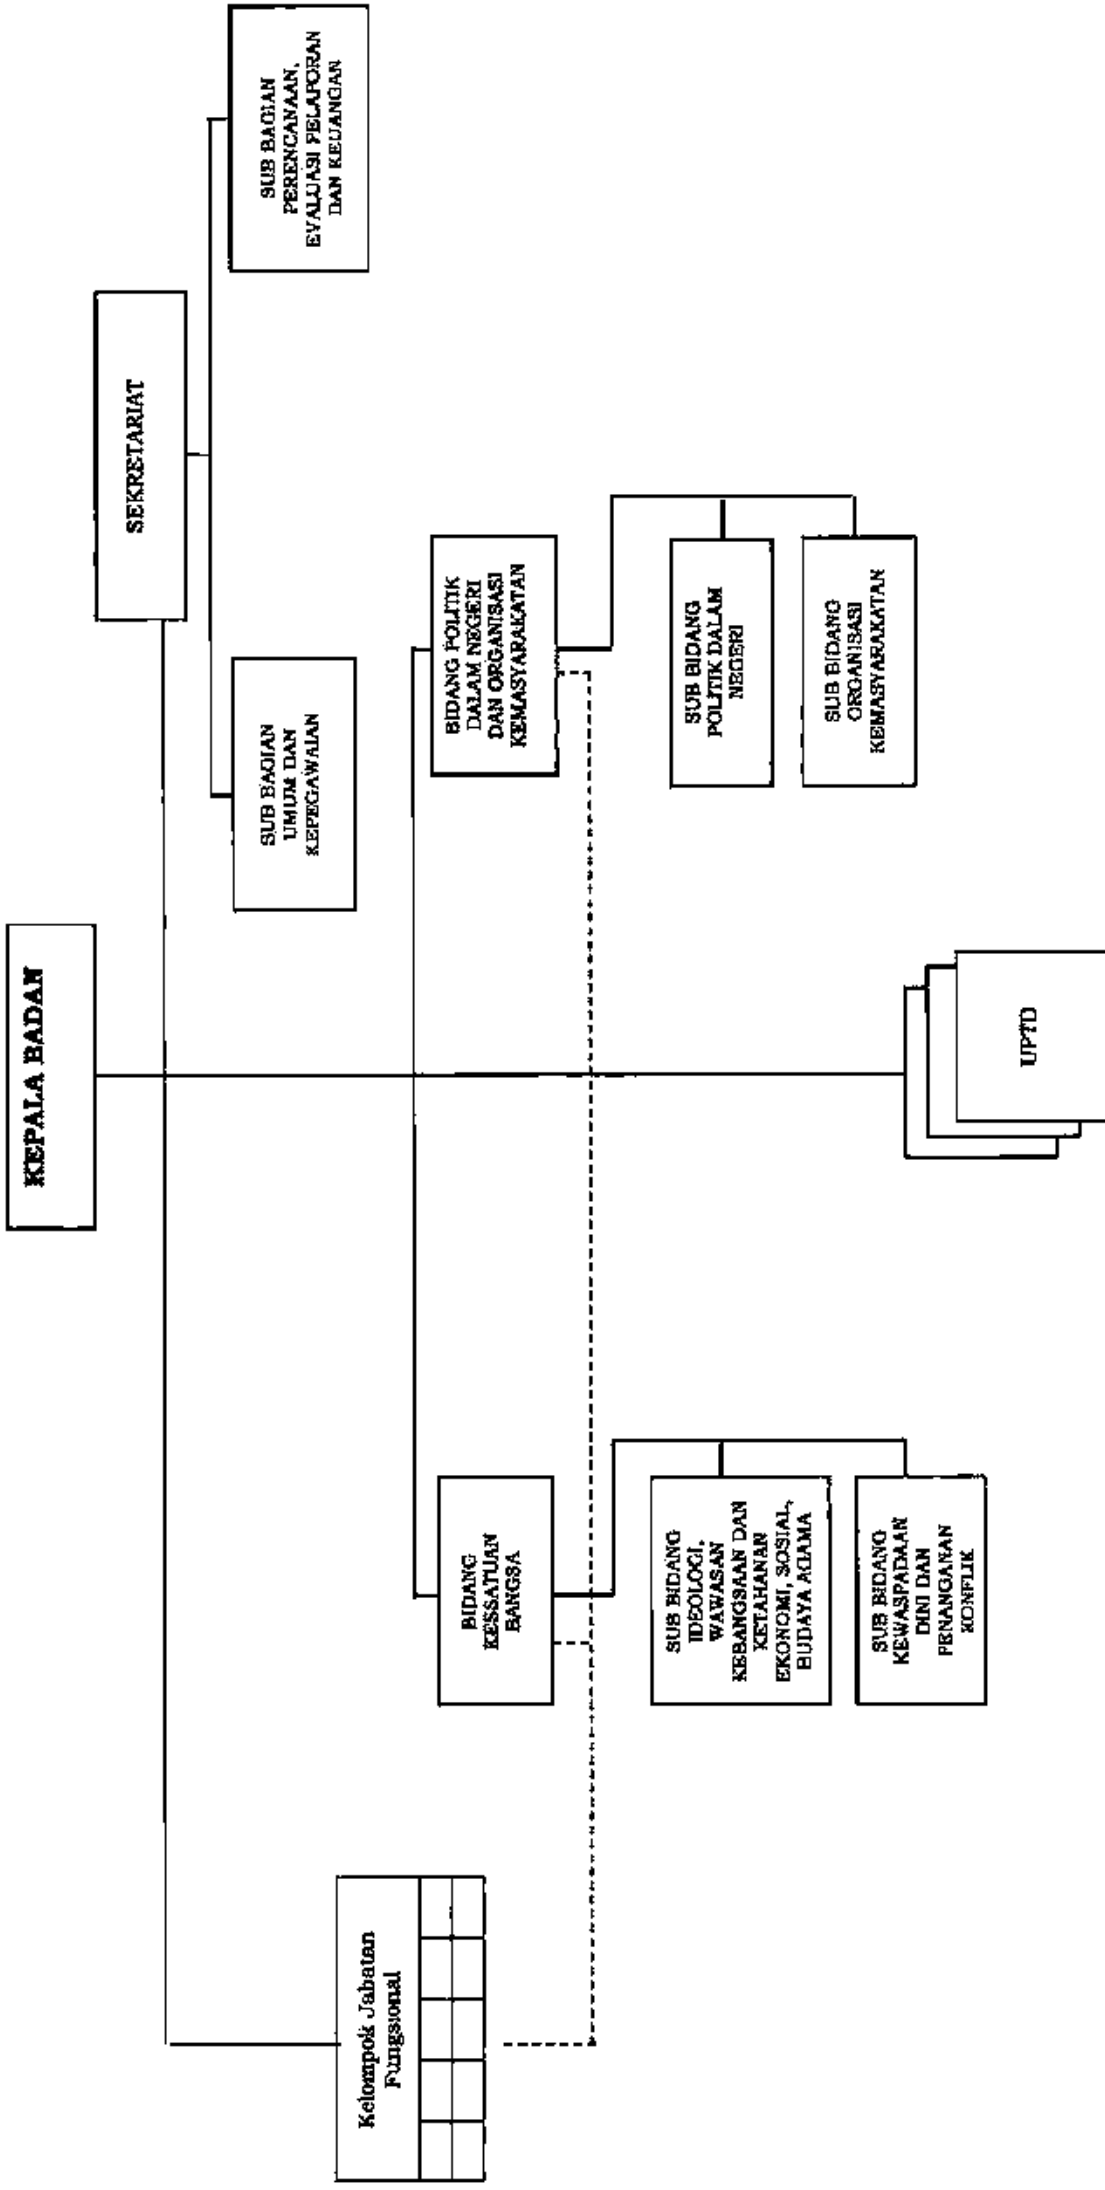 KEPALA BADAN
SEKRETARIAT
Kelompok Jabatan
Fungsional
SUB BAGIAN
UMUM DAN
KEPEGAWAIAN
SUB BAGIAN
PERENCANAAN,
EVALUASI PELAPORAN
DAN KEUANGAN
BIDANG
KESSATUAN
BANGSA
BIDANG POLITIK
DALAM NEGERI
DAN ORGANISASI
KEMASYARAKATAN
SUB BIDANG
IDEOLOGI,
WAWASAN
KEBANGSAAN DAN
KETAHANAN
EKONOMI, SOSIAL,
BUDAYA AGAMA
SUB BIDANG
POLITIK DALAM
NEGERI
SUB BIDANG
KEWASPADAAN
DINI DAN
PENANGANAN
KONFLIK
SUB BIDANG
ORGANISASI
KEMASYARAKATAN
UPTD